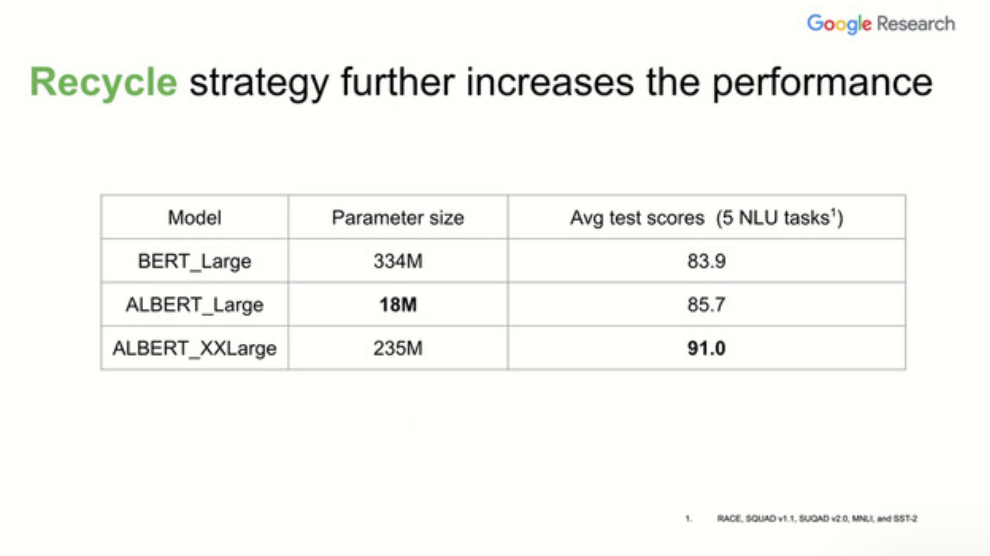 Google Research
Recycle strategy further increases the performance
Model Parameter size Avg test scores (5 NLU tasks¹)
BERT_Large 334M 83.9
ALBERT_Large 18M 85.7
ALBERT_XXLarge 235M 91.0
1. RACE, SQUAD v1.1, SUQAD v2.0, MNLI, and SST-2